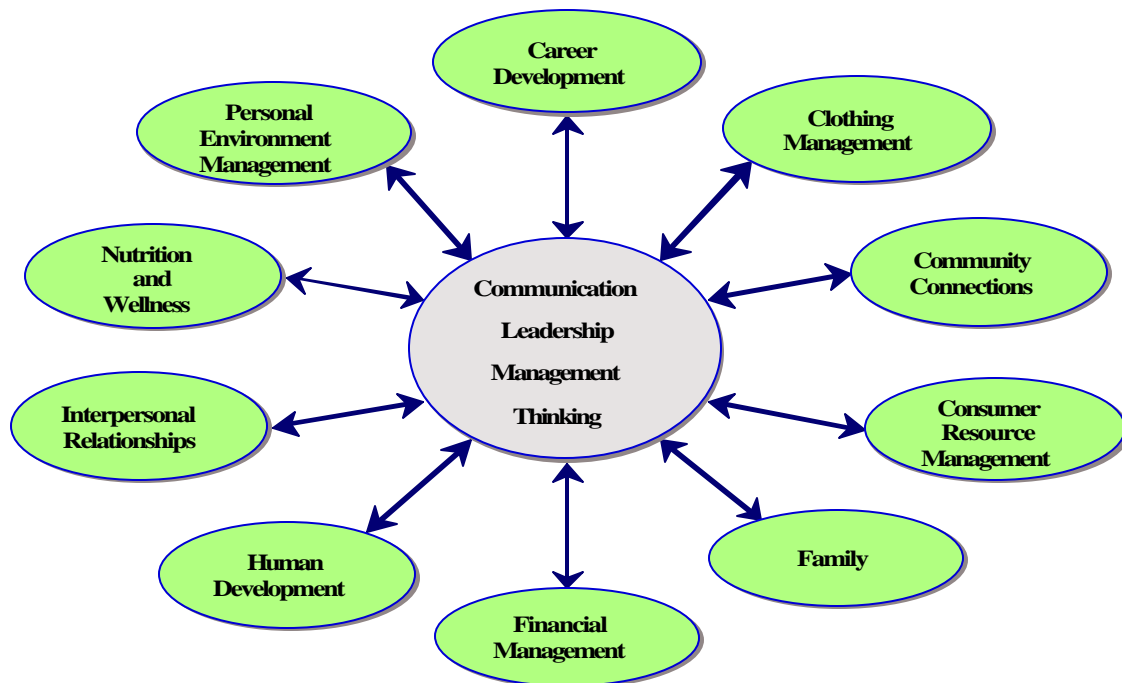 Career
Development
Personal
Environment
Management
Clothing
Management
Nutrition
and
Wellness
Community
Connections
Communication
Leadership
Management
Thinking
Interpersonal
Relationships
Consumer
Resource
Management
Human
Development
Family
Financial
Management